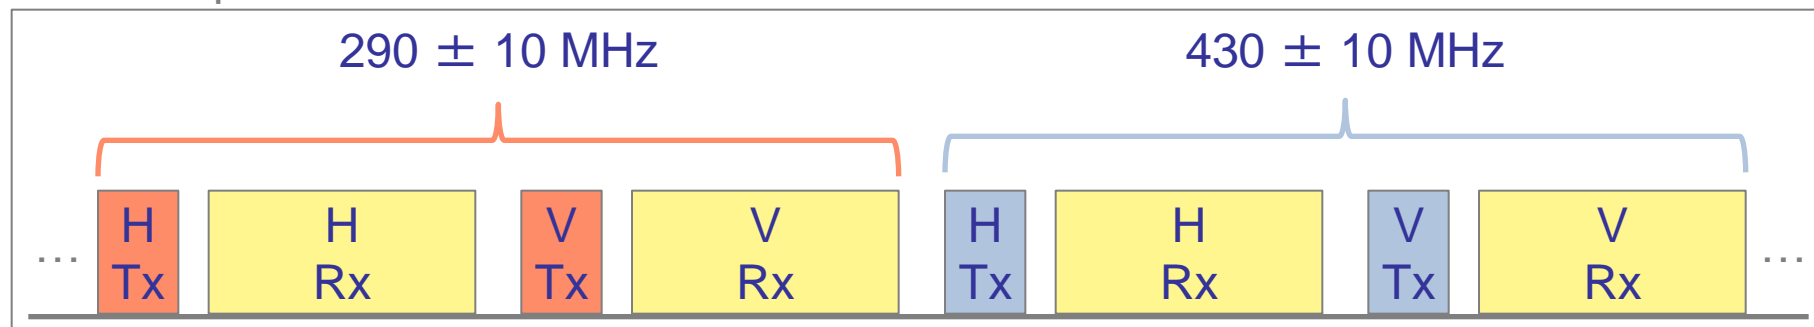 290 ± 10 MHz 430 ± 10 MHz
H H V V H H V V
... Tx Rx Tx Rx Tx Rx Tx Rx ...